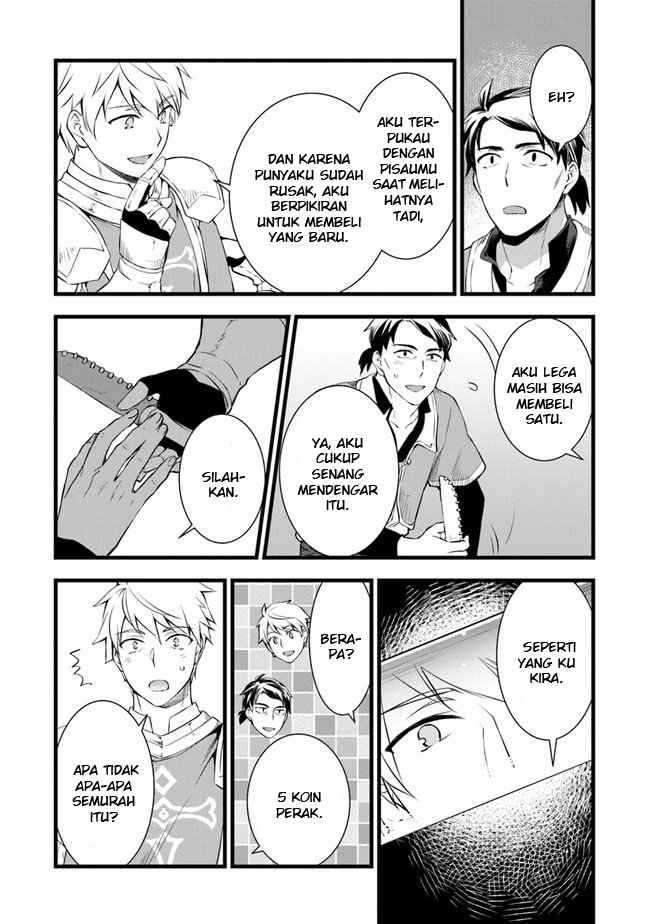 EH?
AKU TER-
PUKAU
DENGAN
PISAUMU
SAAT MELI-
HATNYA
TADI,
DAN KARENA
PUNYAKU SUDAH
RUSAK, AKU
BERPIKIRAN
UNTUK MEMBELI
YANG BARU.
AKU LEGA
MASIH BISA
MEMBELI
SATU.
YA, AKU
CUKUP
SENANG
MENDENGAR
ITU.
SILAH-
KAN.
SEPERTI
YANG KU
KIRA.
BERA-
PA?
5 KOIN
PERAK.
APA TIDAK
APA-APA
SEMURAH
ITU?